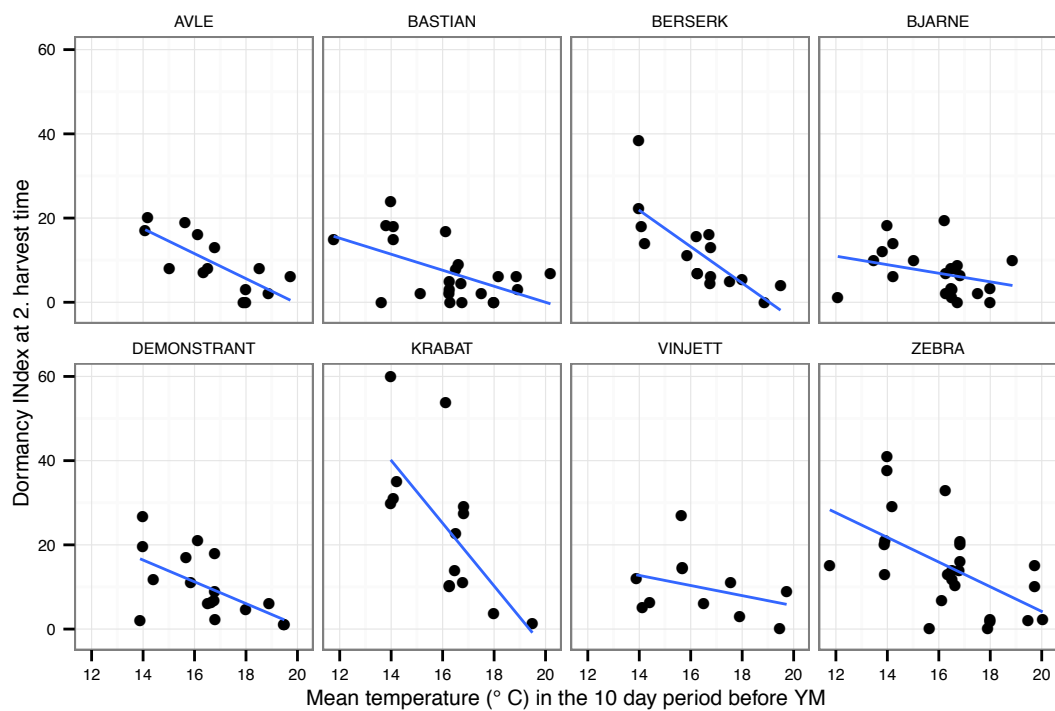 AVLE BASTIAN BERSERK BJARNE
60
40
20
0
DEMONSTRANT KRABAT VINJETT ZEBRA
60
40
20
0
12 14 16 18 20 12 14 16 18 20 12 14 16 18 20 12 14 16 18 20
Mean temperature (° C) in the 10 day period before YM
Dormancy INdex at 2. harvest time